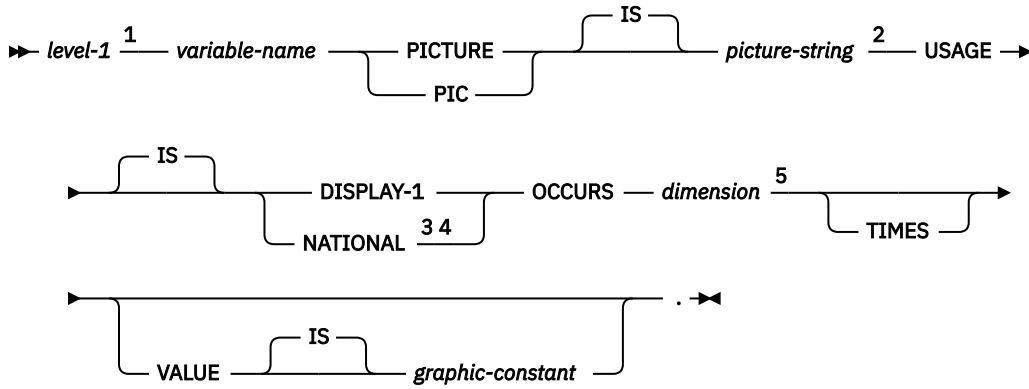 IS
level-1 1 variable-name PICTURE picture-string 2 USAGE
PIC
IS
DISPLAY-1 OCCURS dimension 5
NATIONAL 3 4 TIMES
.
IS
VALUE graphic-constant